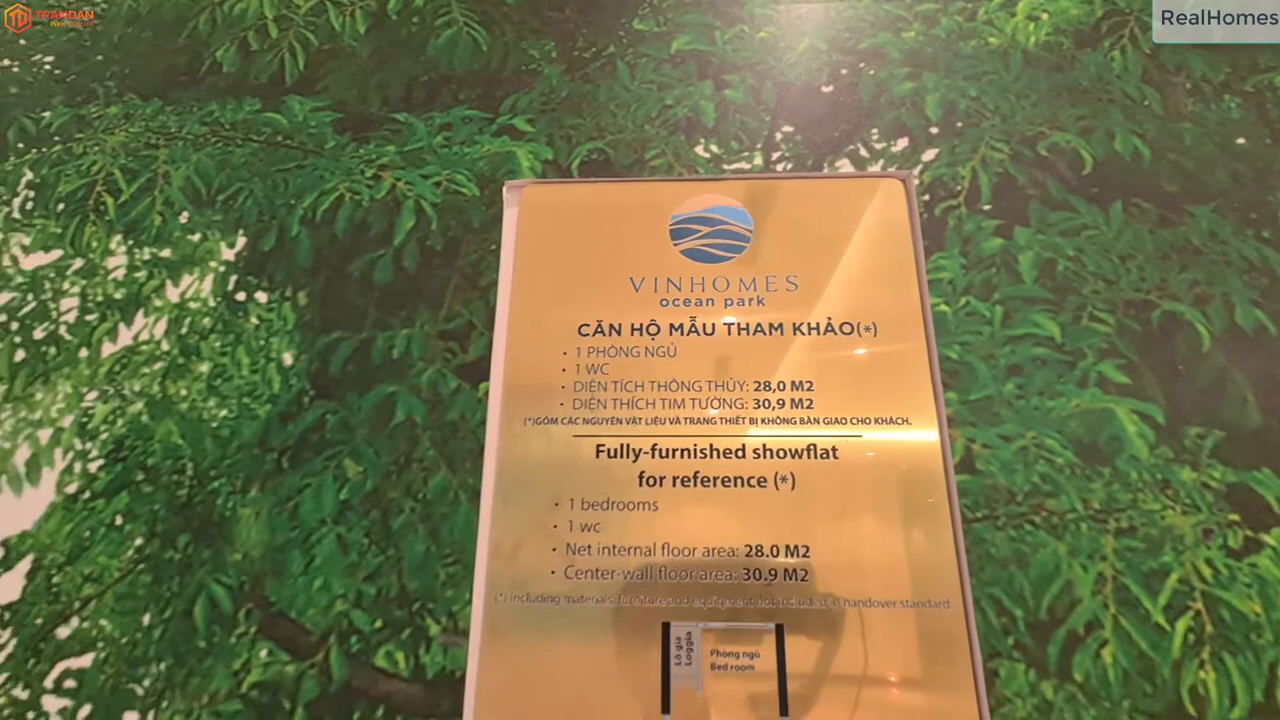 TRANDAN
RealHomes
VINHOMES
ocean park
CĂN HỘ MẪU THAM KHẢO(*)
• 1 PHÒNG NGỦ
• 1 WC
• DIỆN TÍCH THÔNG THỦY: 28,0 M2
• DIỆN THÍCH TIM TƯỜNG: 30,9 M2
(*)GỒM CÁC NGUYÊN VẬT LIỆU VÀ TRANG THIẾT BỊ KHÔNG BÀN GIAO CHO KHÁCH.
Fully-furnished showflat
for reference (*)
• 1 bedrooms
• 1 wc
• Net internal floor area: 28.0 M2
• Center-wall floor area: 30.9 M2
(*) Including materials, furniture and equipment not included in handover standard.
Lô gia
Loggia
Phòng ngủ
Bed room